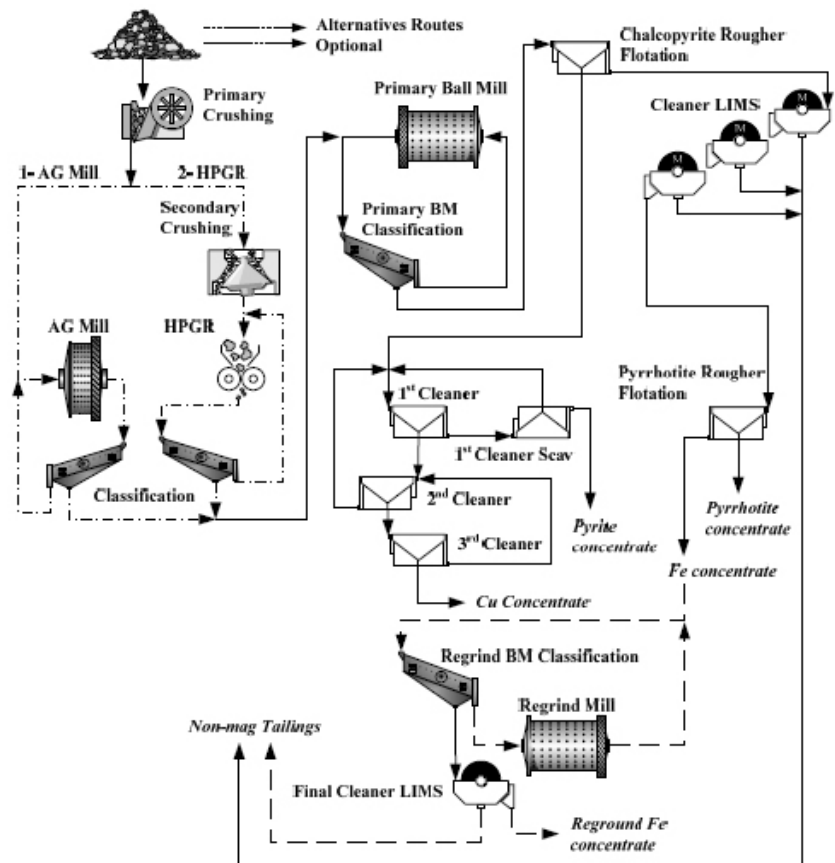 Alternatives Routes
Optional
Primary
Crushing
1- AG Mill
2- HPGR
Secondary
Crushing
AG Mill
HPGR
Classification
Primary Ball Mill
Primary BM
Classification
Chalcopyrite Rougher
Flotation
Cleaner LIMS
M
M
M
1st Cleaner
1st Cleaner Scav
2nd Cleaner
3rd Cleaner
Pyrite
concentrate
Cu Concentrate
Pyrrhotite Rougher
Flotation
Pyrrhotite
concentrate
Fe concentrate
Regrind BM Classification
Regrind Mill
Non-mag Tailings
Final Cleaner LIMS
Reground Fe
concentrate